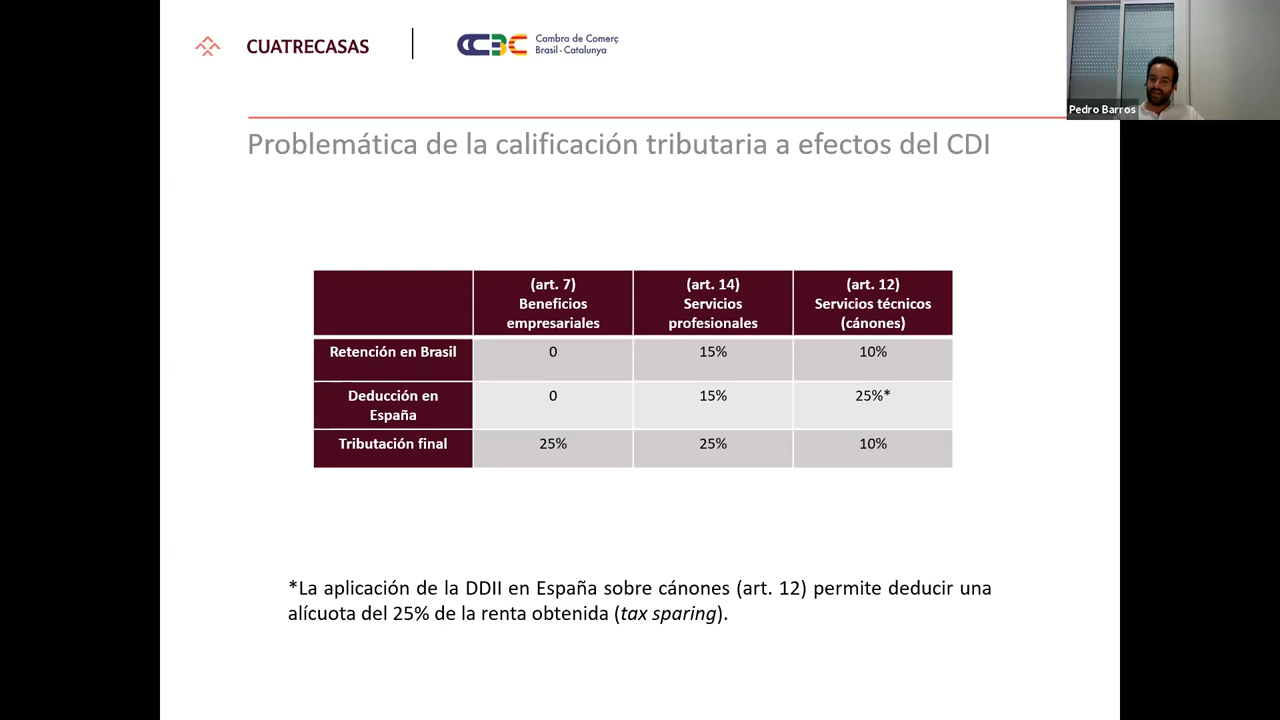 CUATRECASAS
CCBC
Cambra de Comerç
Brasil - Catalunya
Pedro Barros
Problemática de la calificación tributaria a efectos del CDI
(art. 7)
Beneficios
empresariales
(art. 14)
Servicios
profesionales
(art. 12)
Servicios técnicos
(cánones)
Retención en Brasil
0
15%
10%
Deducción en
España
0
15%
25%*
Tributación final
25%
25%
10%
*La aplicación de la DDII en España sobre cánones (art. 12) permite deducir una
alícuota del 25% de la renta obtenida (tax sparing).